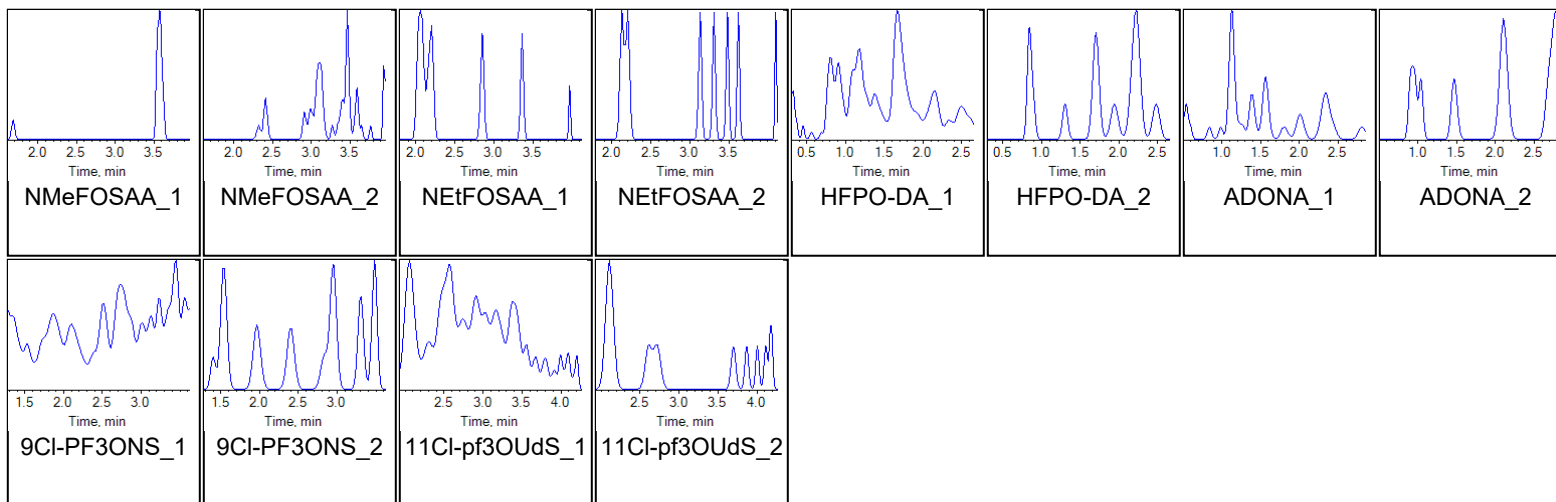 2.0 2.5 3.0 3.5 2.0 2.5 3.0 3.5 2.0 2.5 3.0 3.5 2.0 2.5 3.0 3.5 0.5 1.0 1.5 2.0 2.5 0.5 1.0 1.5 2.0 2.5 0.5 1.0 1.5 2.0 2.5 0.5 1.0 1.5 2.0 2.5
Time, min Time, min Time, min Time, min Time, min Time, min Time, min Time, min
NMeFOSAA_1 NMeFOSAA_2 NEtFOSAA_1 NEtFOSAA_2 HFPO-DA_1 HFPO-DA_2 ADONA_1 ADONA_2
1.5 2.0 2.5 3.0 1.5 2.0 2.5 3.0 2.5 3.0 3.5 4.0 2.5 3.0 3.5 4.0
Time, min Time, min Time, min Time, min
9Cl-PF3ONS_1 9Cl-PF3ONS_2 11Cl-pf3OUdS_1 11Cl-pf3OUdS_2